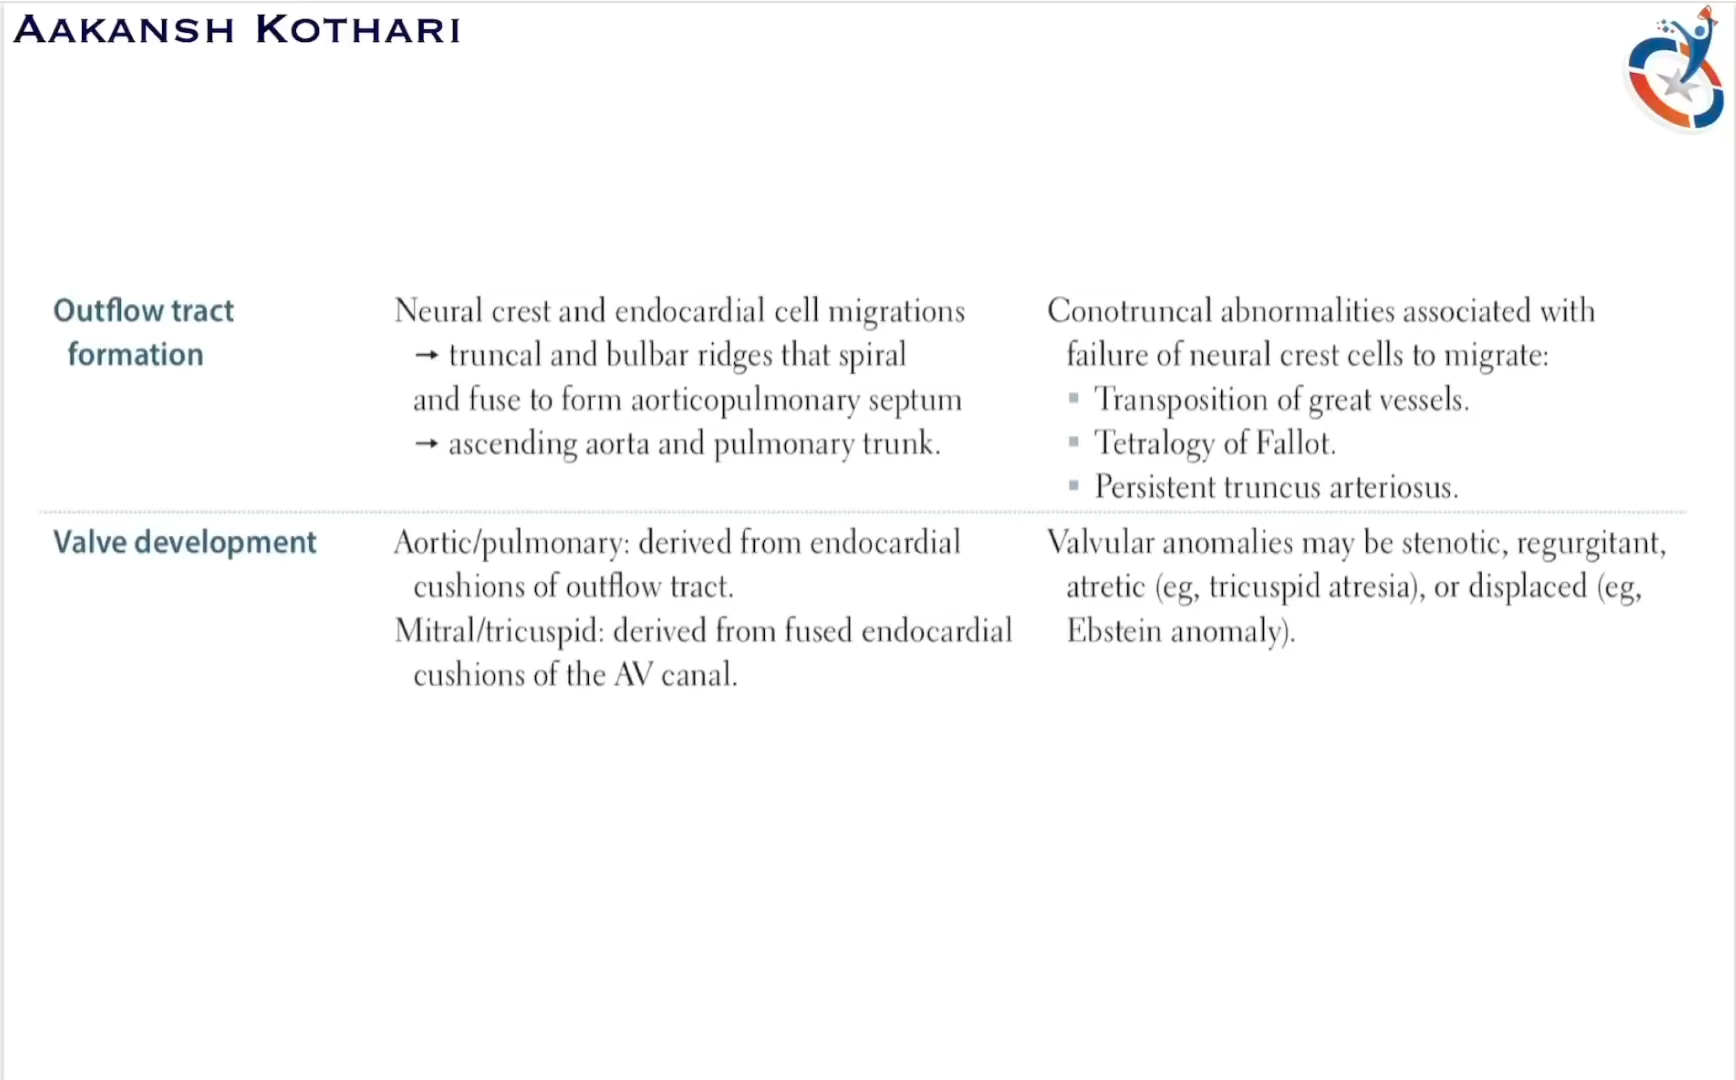 AAKANSH KOTHARI
Outflow tract
formation
Neural crest and endocardial cell migrations
→ truncal and bulbar ridges that spiral
and fuse to form aorticopulmonary septum
→ ascending aorta and pulmonary trunk.
Conotruncal abnormalities associated with
failure of neural crest cells to migrate:
▪ Transposition of great vessels.
▪ Tetralogy of Fallot.
▪ Persistent truncus arteriosus.
Valve development
Aortic/pulmonary: derived from endocardial
cushions of outflow tract.
Mitral/tricuspid: derived from fused endocardial
cushions of the AV canal.
Valvular anomalies may be stenotic, regurgitant,
atretic (eg, tricuspid atresia), or displaced (eg,
Ebstein anomaly).